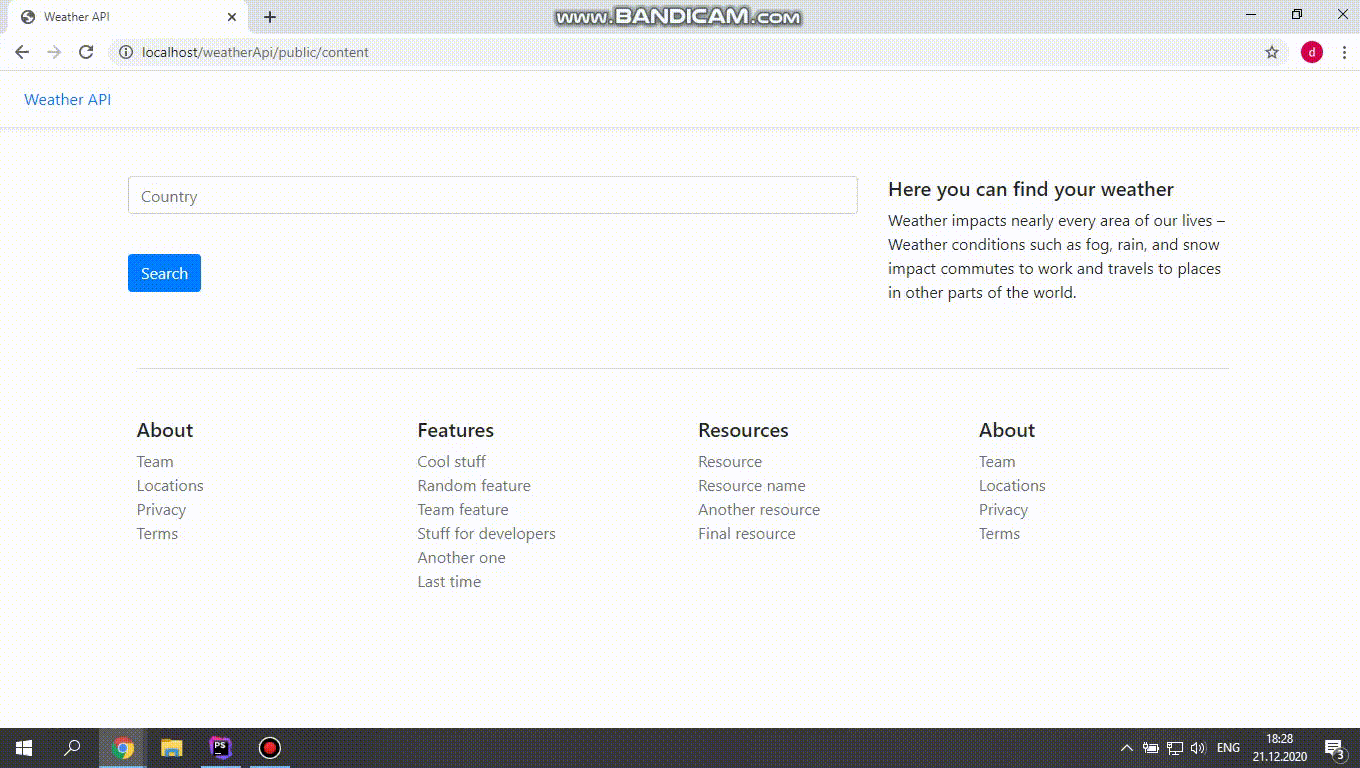 Weather API
www.BANDICAM.com
localhost/weatherApi/public/content
d
Weather API
Country
Search
Here you can find your weather
Weather impacts nearly every area of our lives –
Weather conditions such as fog, rain, and snow
impact commutes to work and travels to places
in other parts of the world.
About
Team
Locations
Privacy
Terms
Features
Cool stuff
Random feature
Team feature
Stuff for developers
Another one
Last time
Resources
Resource
Resource name
Another resource
Final resource
About
Team
Locations
Privacy
Terms
PS
ENG
18:28
21.12.2020
3